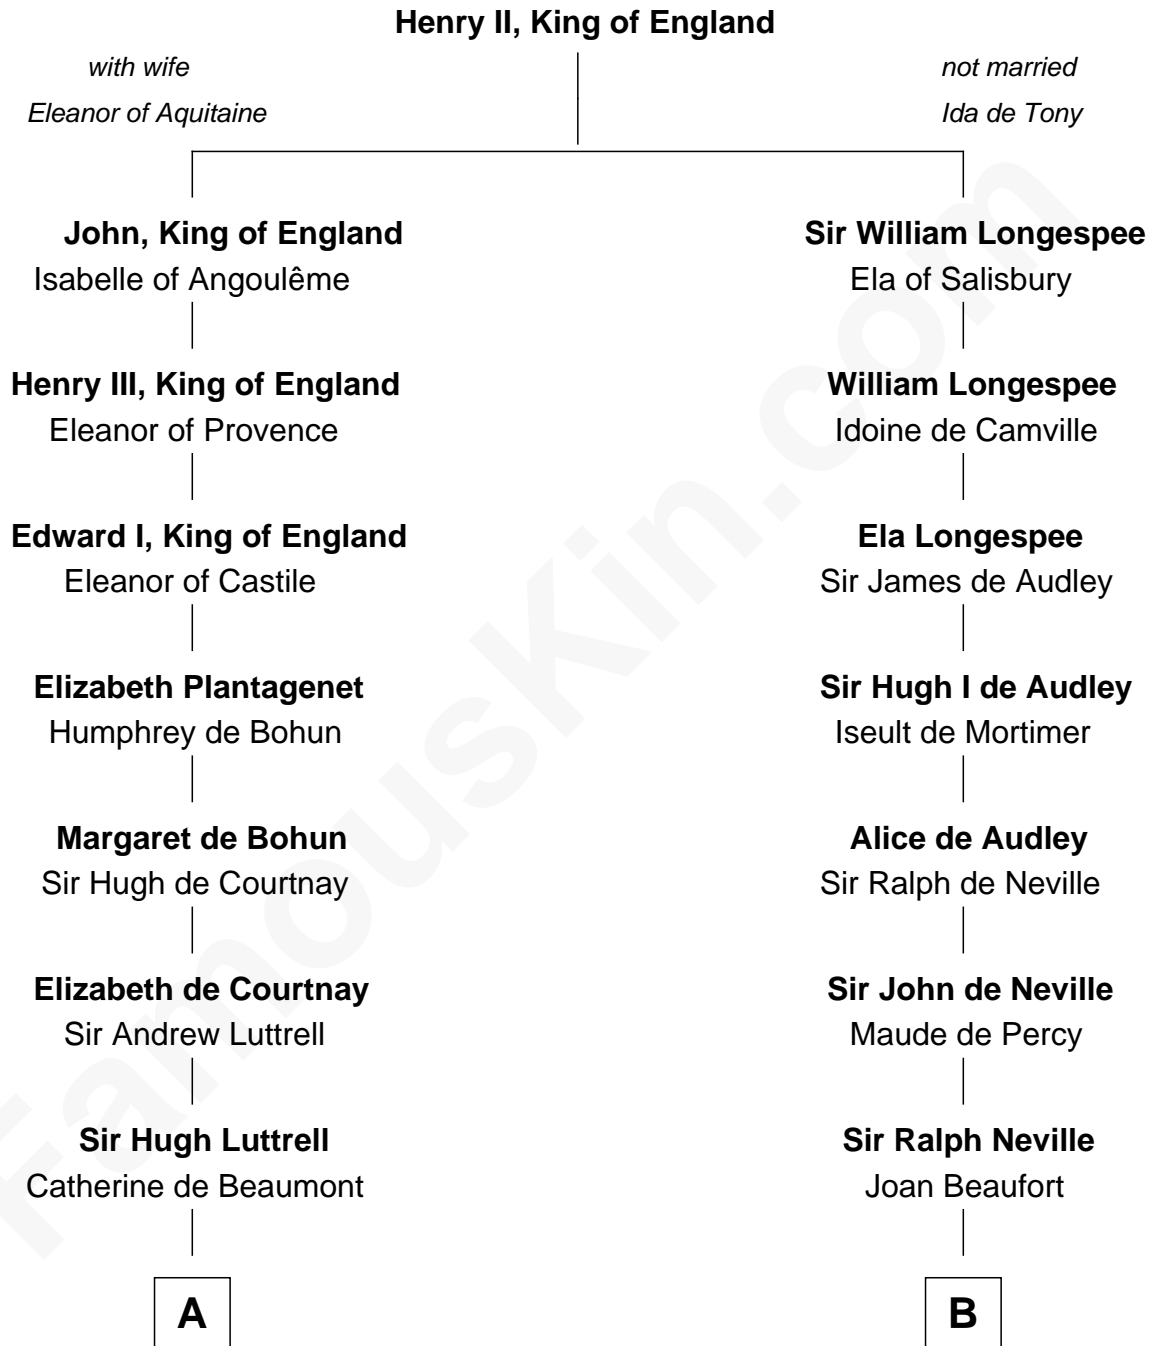 Henry II, King of England
with wife
Eleanor of Aquitaine
not married
Ida de Tony
John, King of England
Isabelle of Angoulême
Sir William Longespee
Ela of Salisbury
Henry III, King of England
Eleanor of Provence
William Longespee
Idoine de Camville
Edward I, King of England
Eleanor of Castile
Ela Longespee
Sir James de Audley
Elizabeth Plantagenet
Humphrey de Bohun
Sir Hugh I de Audley
Iseult de Mortimer
Margaret de Bohun
Sir Hugh de Courtnay
Alice de Audley
Sir Ralph de Neville
Elizabeth de Courtnay
Sir Andrew Luttrell
Sir John de Neville
Maude de Percy
Sir Hugh Luttrell
Catherine de Beaumont
Sir Ralph Neville
Joan Beaufort
A
B
FamousKin.com